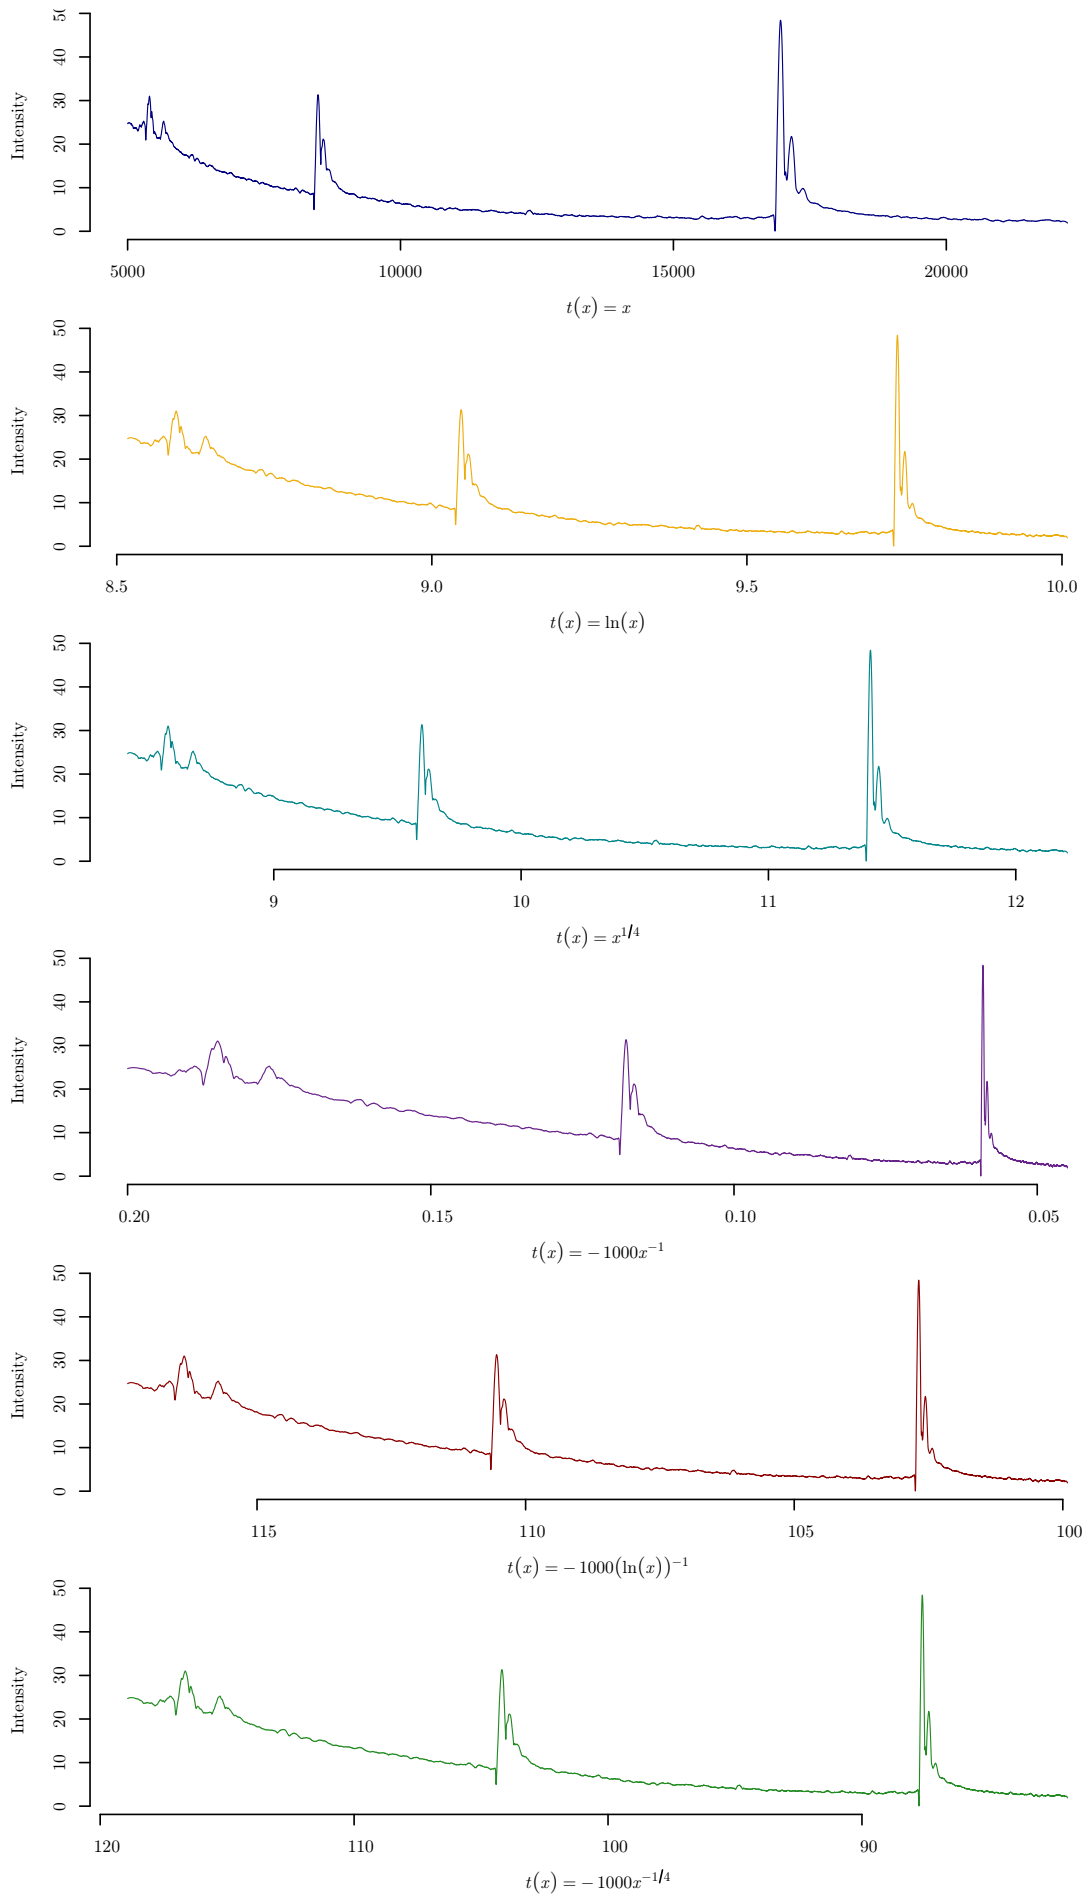 50
40
30
20
10
0
Intensity
5000 10000 15000 20000
t(x) = x
50
40
30
20
10
0
Intensity
8.5 9.0 9.5 10.0
t(x) = ln(x)
50
40
30
20
10
0
Intensity
9 10 11 12
t(x) = x^{1/4}
50
40
30
20
10
0
Intensity
0.20 0.15 0.10 0.05
t(x) = − 1000x^{−1}
50
40
30
20
10
0
Intensity
115 110 105 100
t(x) = − 1000(ln(x))^{−1}
50
40
30
20
10
0
Intensity
120 110 100 90
t(x) = − 1000x^{−1/4}